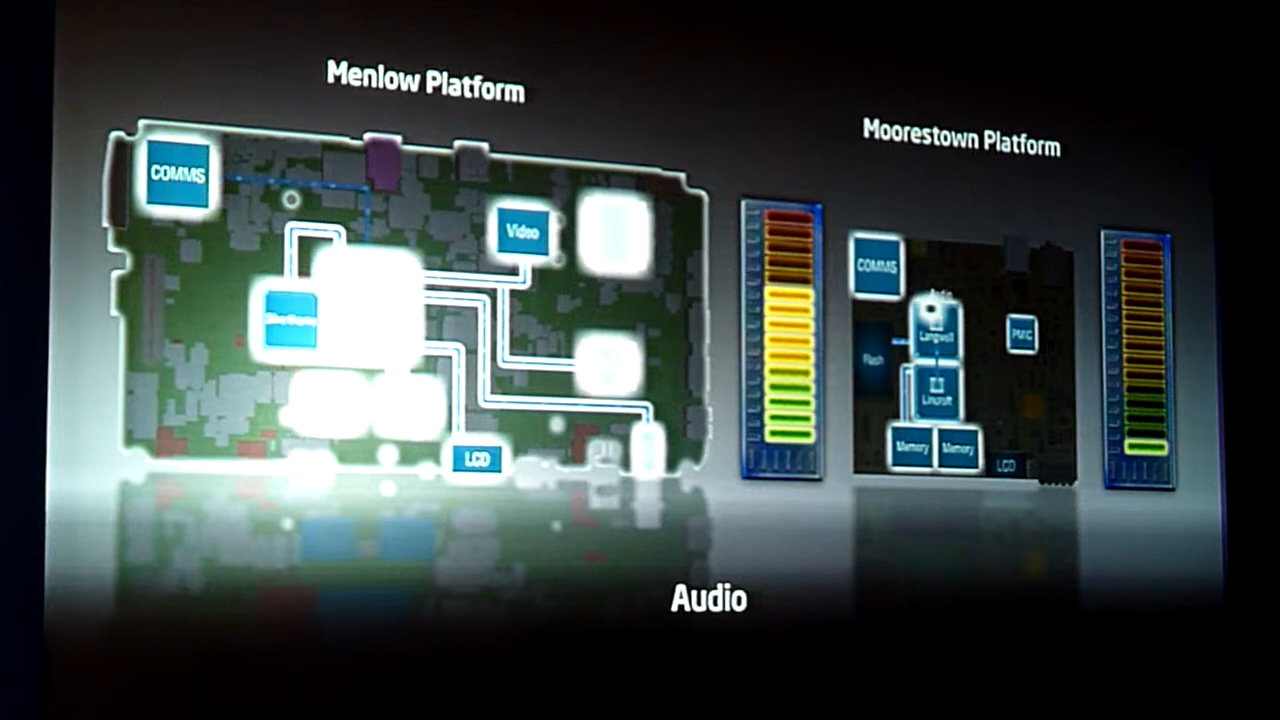 Menlow Platform
Moorestown Platform
COMMS
Video
LCD
COMMS
Langwell
PMIC
Flash
Lincroft
Memory Memory
LCD
Audio